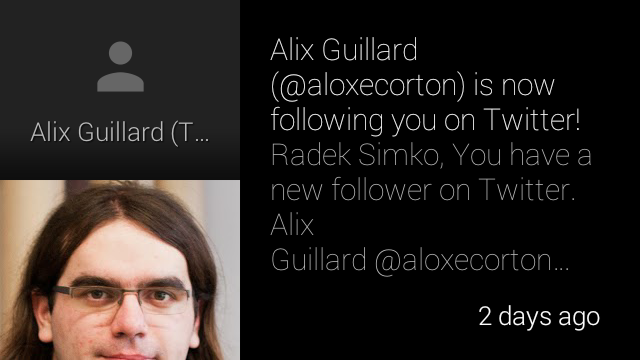 Alix Guillard (T...
Alix Guillard
(@aloxecorton) is now
following you on Twitter!
Radek Simko, You have a
new follower on Twitter.
Alix
Guillard @aloxecorton...
2 days ago